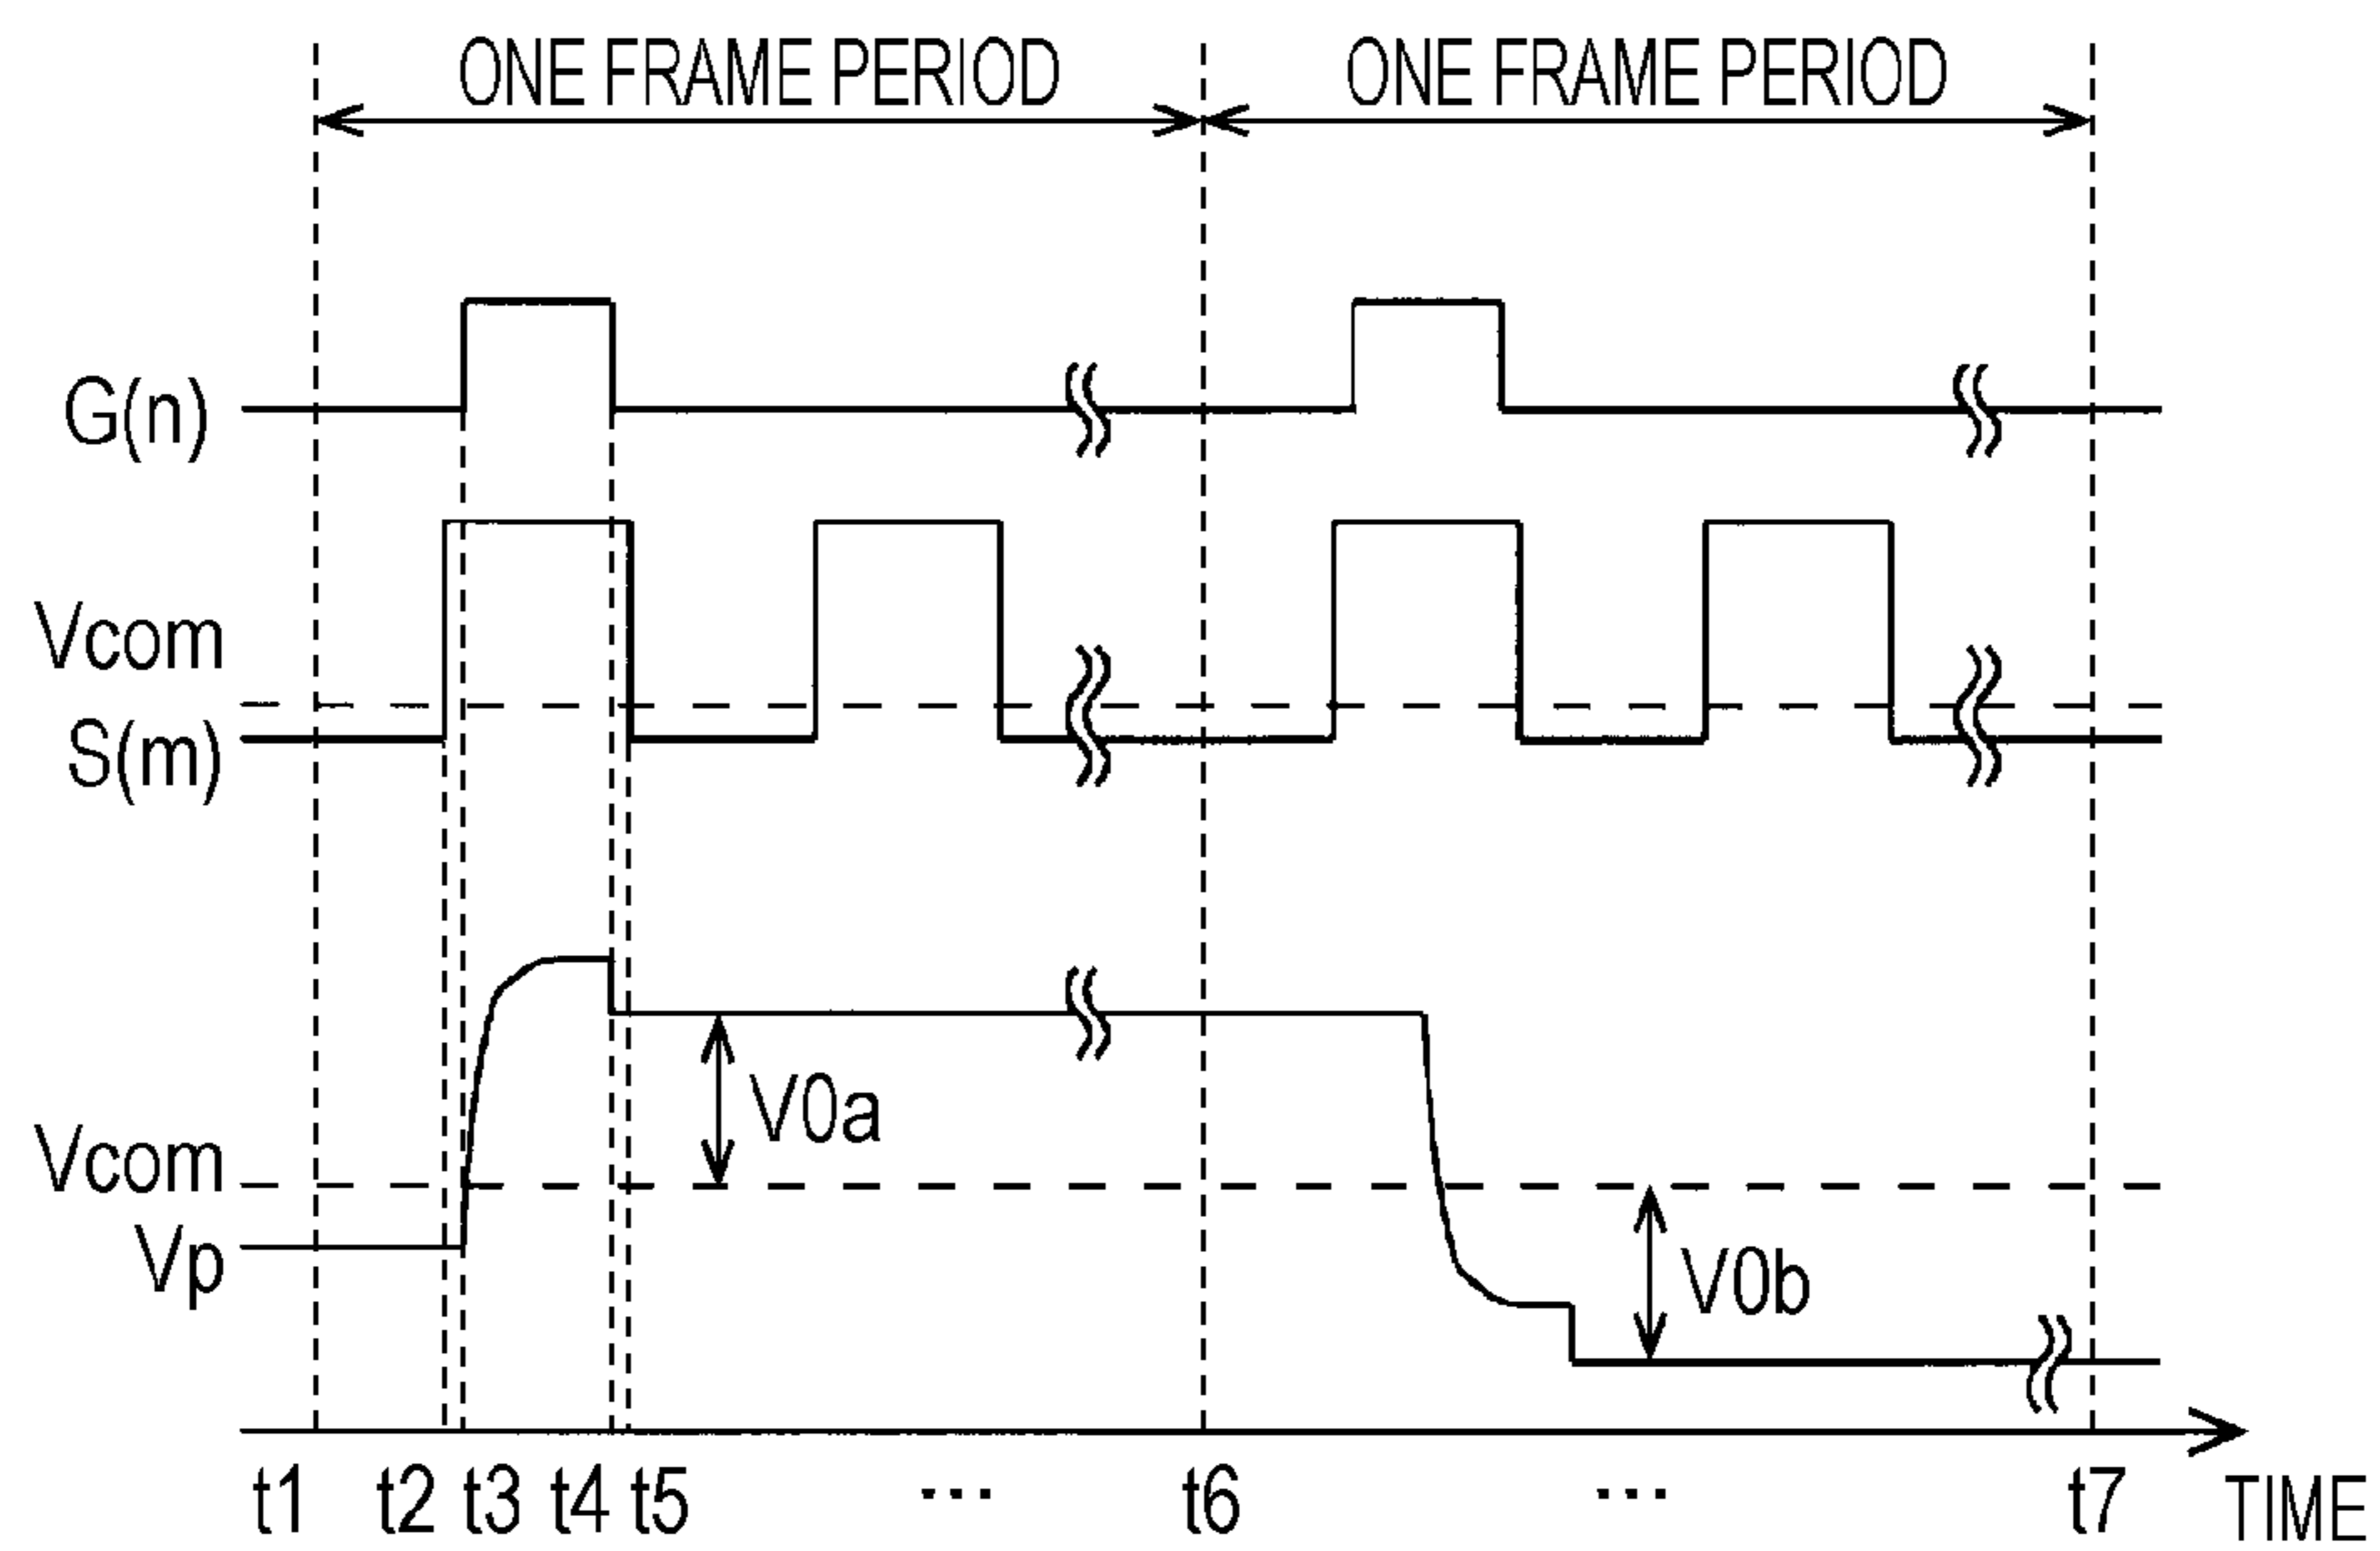 ONE FRAME PERIOD ONE FRAME PERIOD
G(n)
Vcom
S(m)
V0a
Vcom
Vp
V0b
t1 t2 t3 t4 t5 ... t6 ... t7 TIME